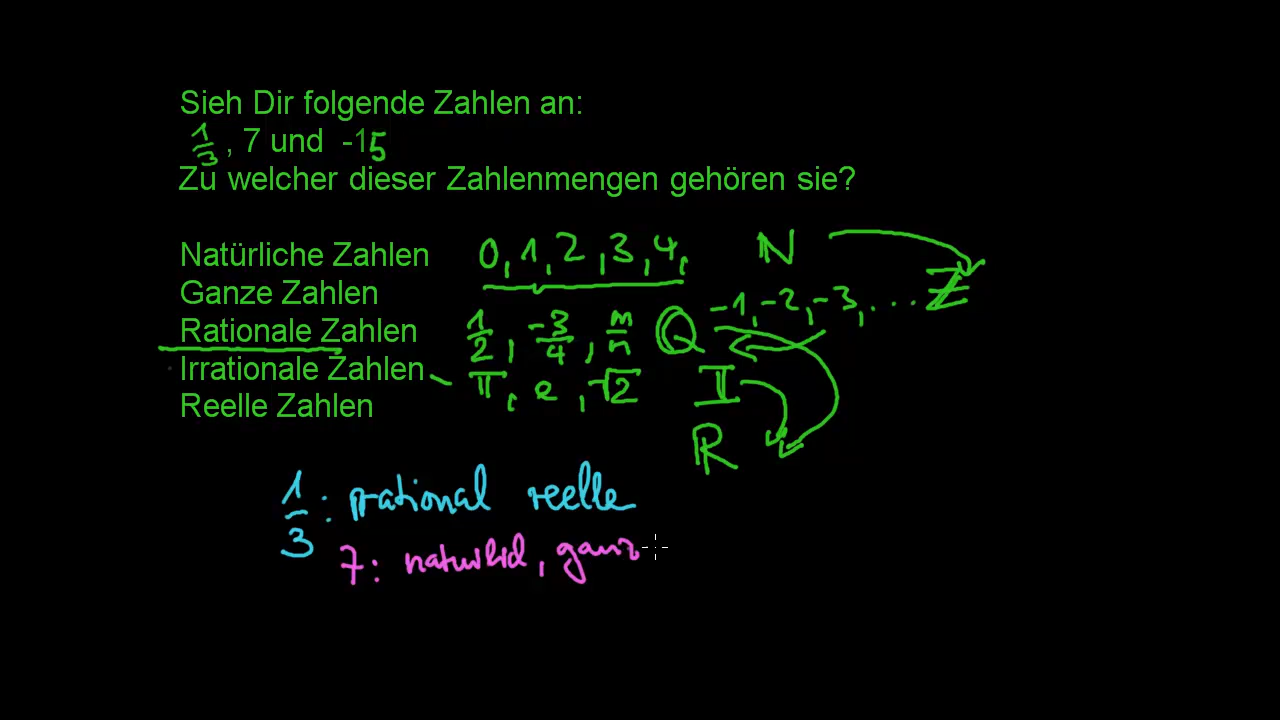 Sieh Dir folgende Zahlen an:
1/3 , 7 und -15
Zu welcher dieser Zahlenmengen gehören sie?
Natürliche Zahlen 0, 1, 2, 3, 4, N
Ganze Zahlen -1, -2, -3, ... Z
Rationale Zahlen 1/2, -3/4, m/n Q
Irrationale Zahlen π, e, √2 I
Reelle Zahlen R
1/3: rational reelle
7: naturlich, ganz